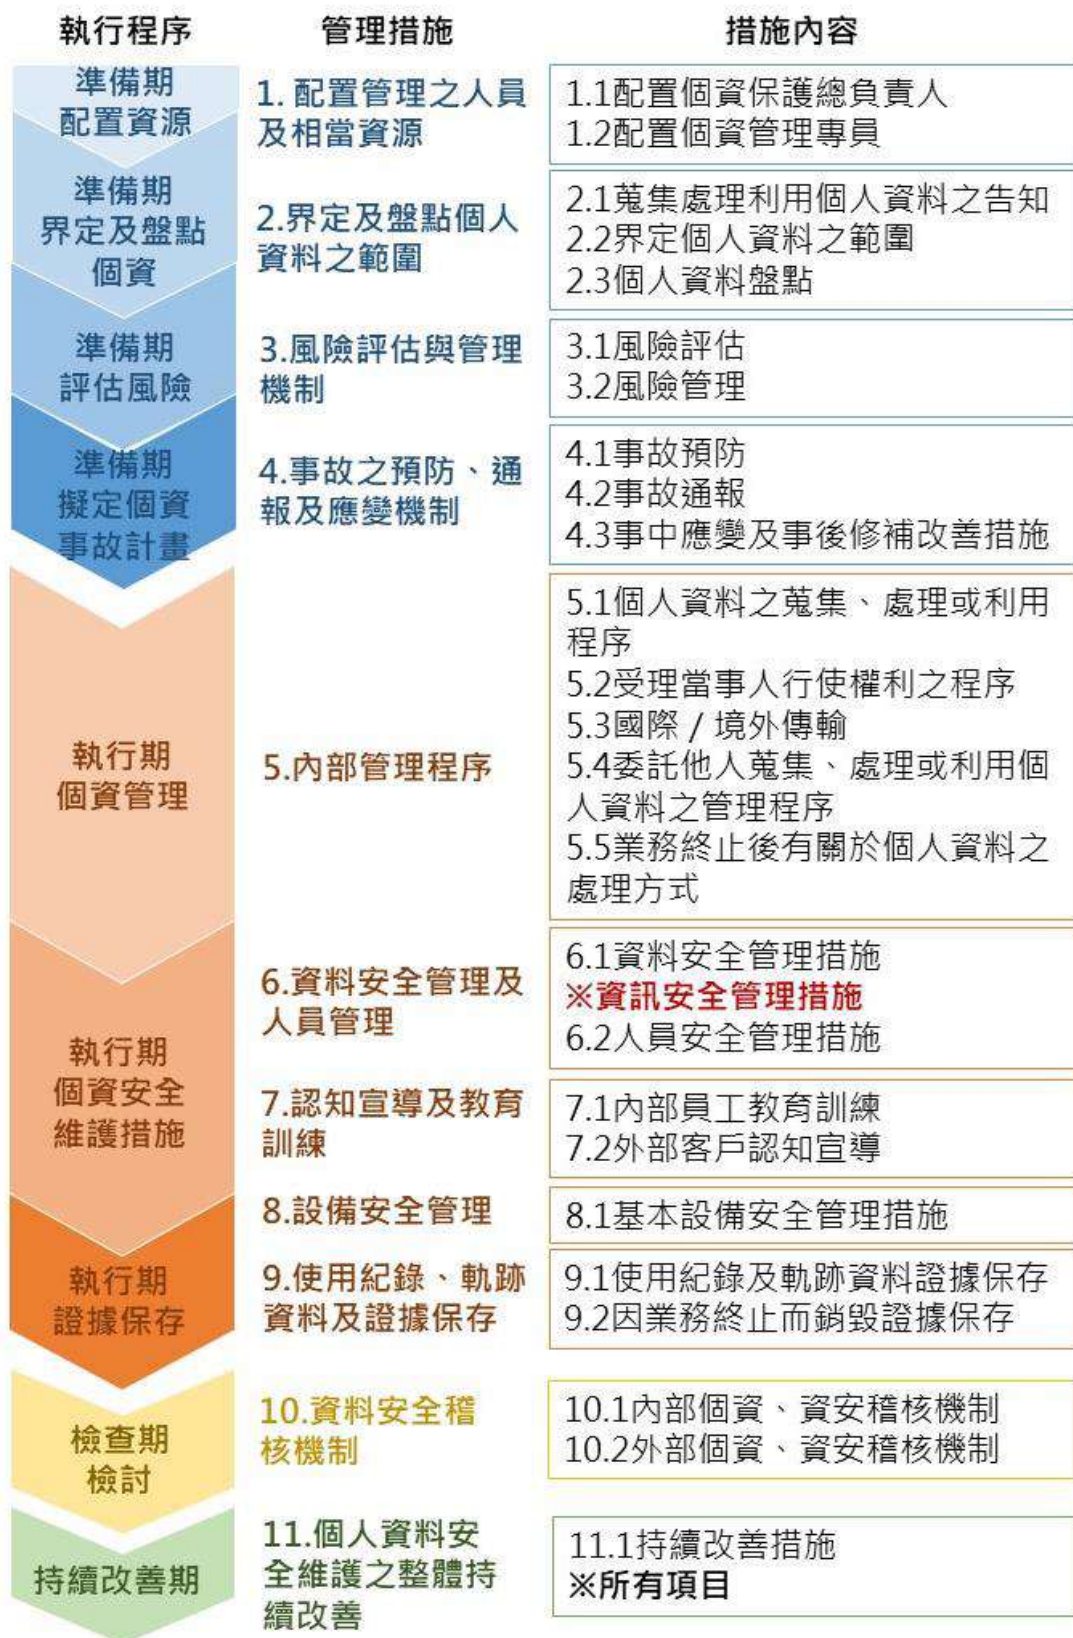 執行程序
管理措施
措施內容
準備期
配置資源
1. 配置管理之人員
及相當資源
1.1配置個資保護總負責人
1.2配置個資管理專員
準備期
界定及盤點
個資
2.界定及盤點個人
資料之範圍
2.1蒐集處理利用個人資料之告知
2.2界定個人資料之範圍
2.3個人資料盤點
準備期
評估風險
3.風險評估與管理
機制
3.1風險評估
3.2風險管理
準備期
擬定個資
事故計畫
4.事故之預防、通
報及應變機制
4.1事故預防
4.2事故通報
4.3事中應變及事後修補改善措施
執行期
個資管理
5.內部管理程序
5.1個人資料之蒐集、處理或利用
程序
5.2受理當事人行使權利之程序
5.3國際 / 境外傳輸
5.4委託他人蒐集、處理或利用個
人資料之管理程序
5.5業務終止後有關於個人資料之
處理方式
執行期
個資安全
維護措施
6.資料安全管理及
人員管理
6.1資料安全管理措施
※資訊安全管理措施
6.2人員安全管理措施
7.認知宣導及教育
訓練
7.1內部員工教育訓練
7.2外部客戶認知宣導
8.設備安全管理
8.1基本設備安全管理措施
執行期
證據保存
9.使用紀錄、軌跡
資料及證據保存
9.1使用紀錄及軌跡資料證據保存
9.2因業務終止而銷毀證據保存
檢查期
檢討
10.資料安全稽
核機制
10.1內部個資、資安稽核機制
10.2外部個資、資安稽核機制
持續改善期
11.個人資料安
全維護之整體持
續改善
11.1持續改善措施
※所有項目